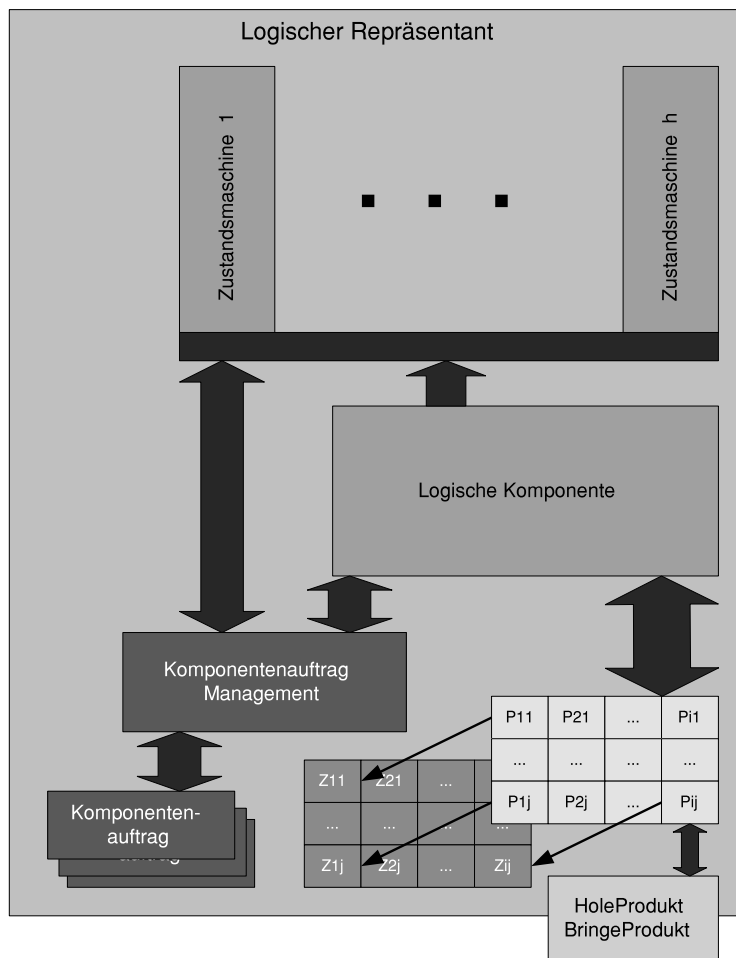 Logischer Repräsentant
Zustandsmaschine 1
Zustandsmaschine h
Logische Komponente
Komponentenauftrag
Management
P11 P21 ... Pi1
... ... ... ...
P1j P2j ... Pij
Z11 Z21 ...
... ... ... ...
Z1j Z2j ... Zij
Komponenten-
auftrag
auftrag
HoleProdukt
BringeProdukt